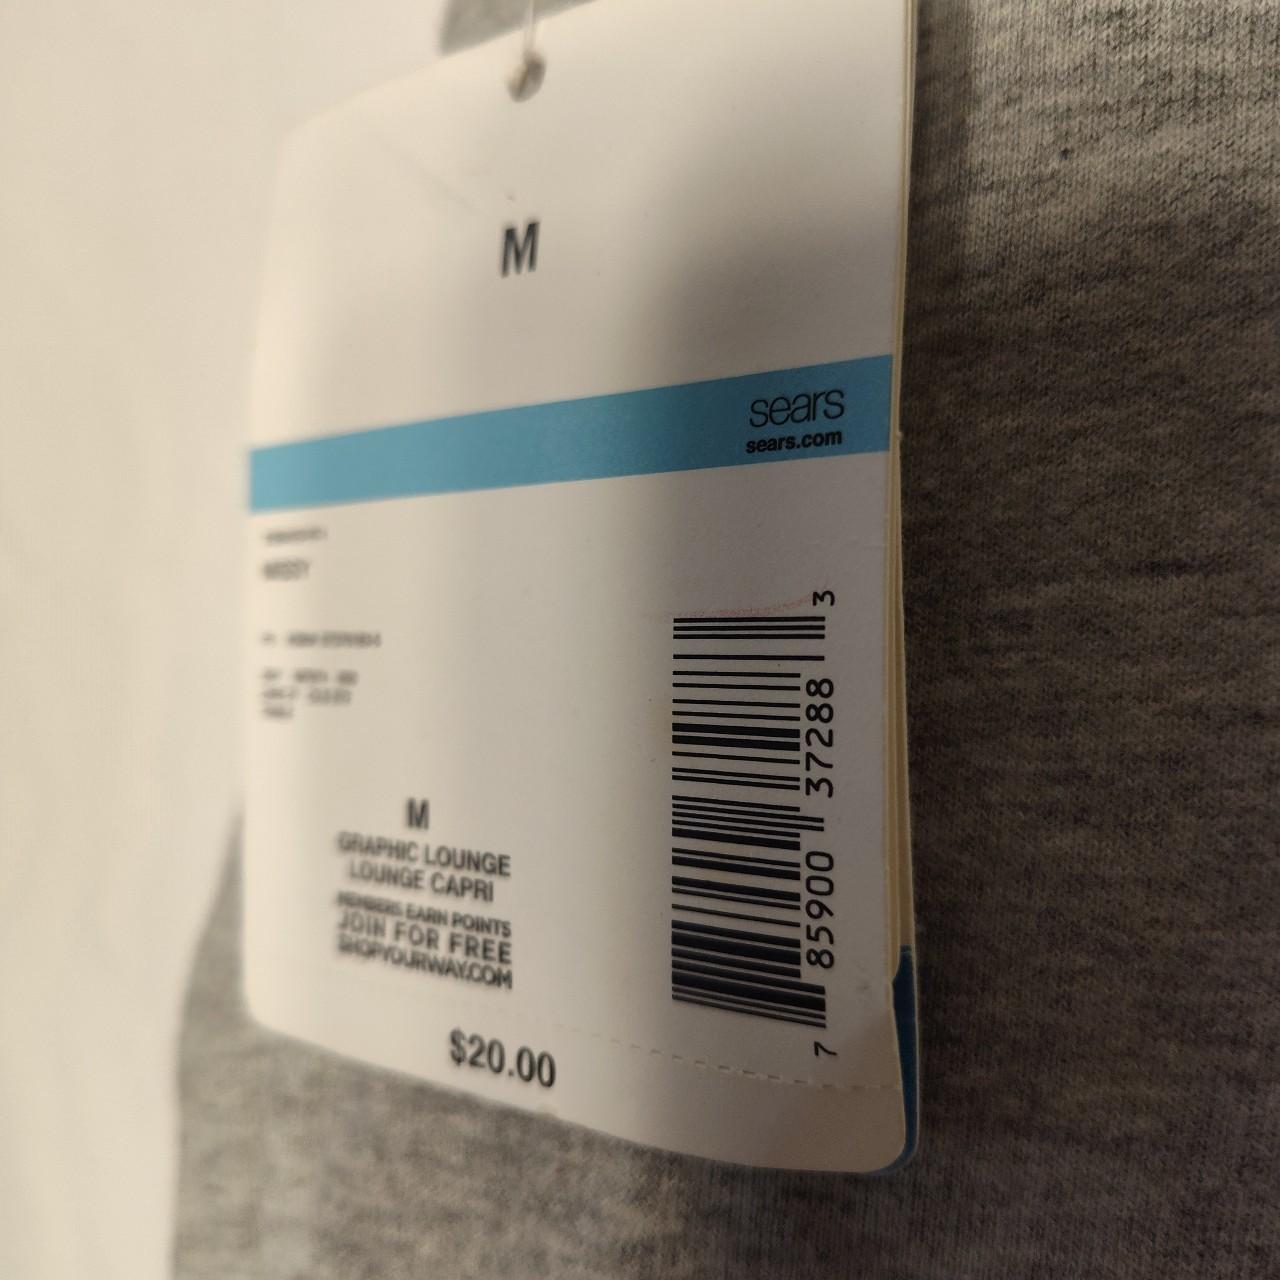 M
sears
sears.com
MISSY
M
GRAPHIC LOUNGE
LOUNGE CAPRI
MEMBERS EARN POINTS
JOIN FOR FREE
SHOPYOURWAY.COM
$20.00
7 85900 37288 3